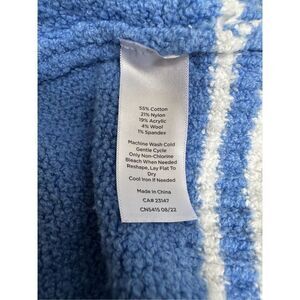 55% Cotton
21% Nylon
19% Acrylic
4% Wool
1% Spandex
Machine Wash Cold
Gentle Cycle
Only Non-Chlorine
Bleach When Needed
Reshape, Lay Flat To
Dry
Cool Iron If Needed
Made In China
CA# 23147
CN5415 08/22